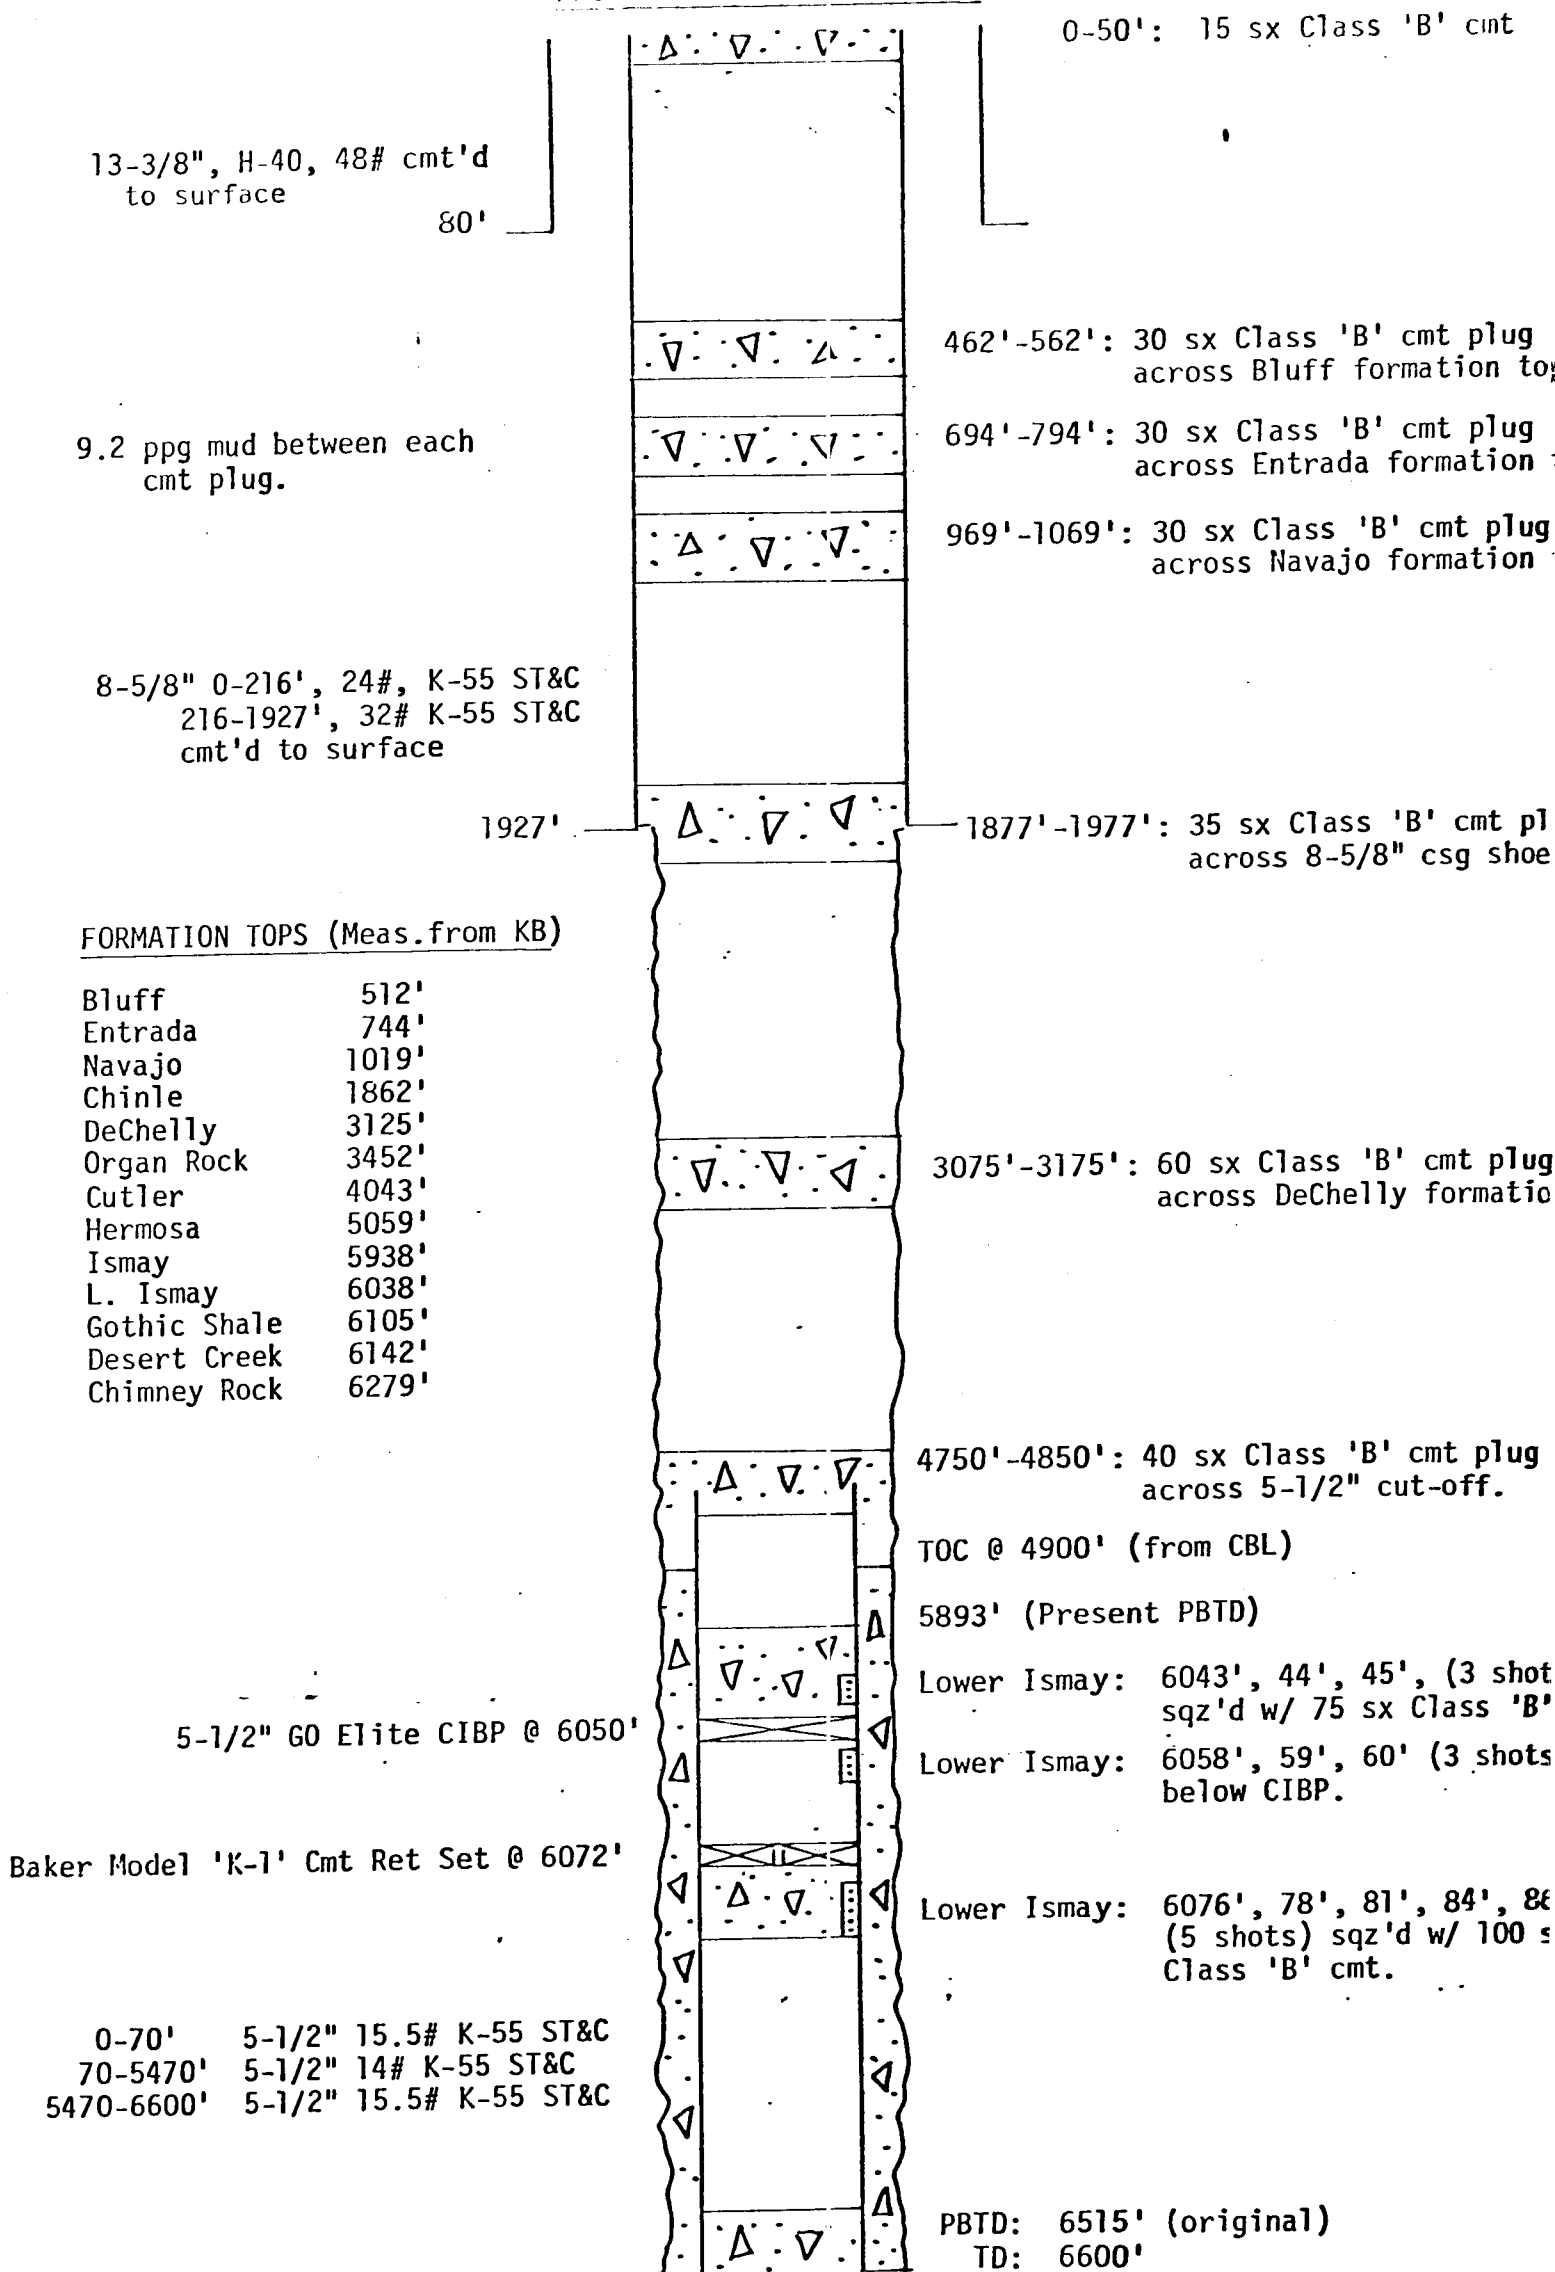 0-50': 15 sx Class 'B' cmt
13-3/8", H-40, 48# cmt'd
to surface
80'
462'-562': 30 sx Class 'B' cmt plug
across Bluff formation
9.2 ppg mud between each
cmt plug.
694'-794': 30 sx Class 'B' cmt plug
across Entrada formation
969'-1069': 30 sx Class 'B' cmt plug
across Navajo formation
8-5/8" 0-216', 24#, K-55 ST&C
216-1927', 32# K-55 ST&C
cmt'd to surface
1927'
1877'-1977': 35 sx Class 'B' cmt pl
across 8-5/8" csg shoe
FORMATION TOPS (Meas.from KB)
Bluff 512'
Entrada 744'
Navajo 1019'
Chinle 1862'
DeChelly 3125'
Organ Rock 3452'
Cutler 4043'
Hermosa 5059'
Ismay 5938'
L. Ismay 6038'
Gothic Shale 6105'
Desert Creek 6142'
Chimney Rock 6279'
3075'-3175': 60 sx Class 'B' cmt plug
across DeChelly formatio
4750'-4850': 40 sx Class 'B' cmt plug
across 5-1/2" cut-off.
TOC @ 4900' (from CBL)
5893' (Present PBTD)
Lower Ismay: 6043', 44', 45', (3 shot
sqz'd w/ 75 sx Class 'B'
5-1/2" GO Elite CIBP @ 6050'
Lower Ismay: 6058', 59', 60' (3 shots
below CIBP.
Baker Model 'K-1' Cmt Ret Set @ 6072'
Lower Ismay: 6076', 78', 81', 84', 86
(5 shots) sqz'd w/ 100 s
Class 'B' cmt.
0-70' 5-1/2" 15.5# K-55 ST&C
70-5470' 5-1/2" 14# K-55 ST&C
5470-6600' 5-1/2" 15.5# K-55 ST&C
PBTD: 6515' (original)
TD: 6600'